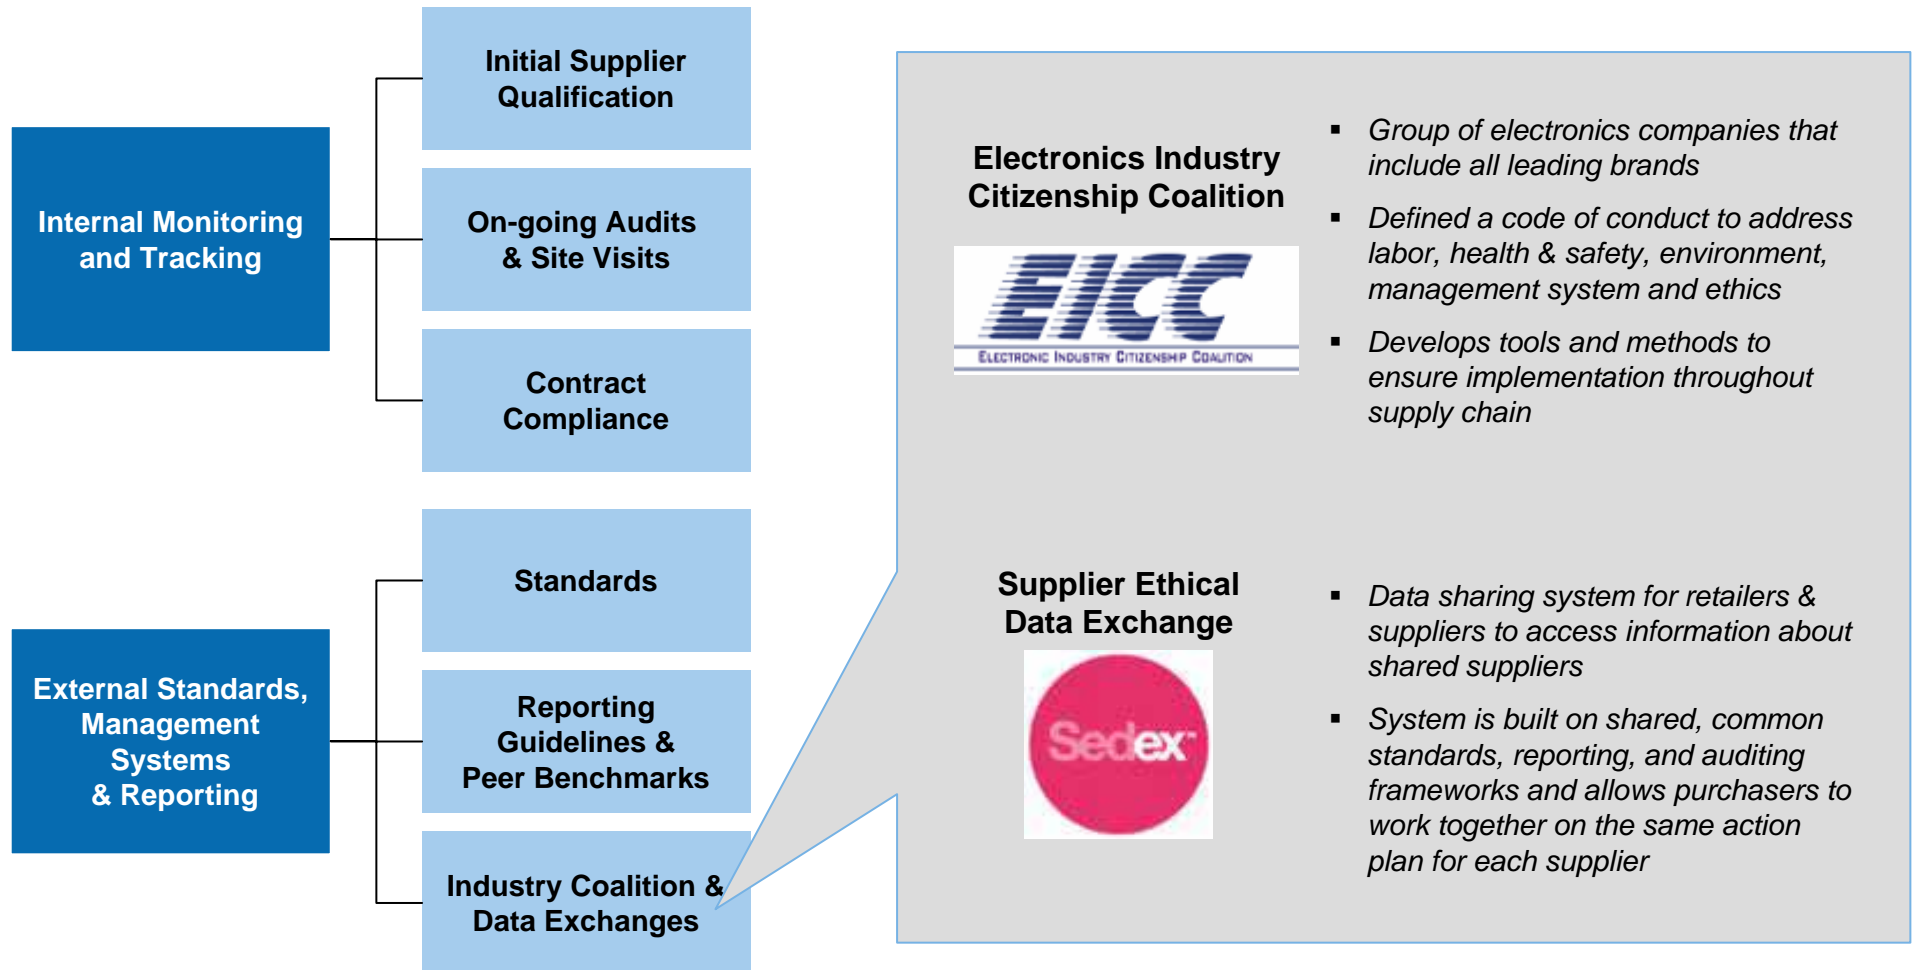 Initial Supplier
Qualification
Internal Monitoring
and Tracking
On-going Audits
& Site Visits
Contract
Compliance
Standards
External Standards,
Management
Systems
& Reporting
Reporting
Guidelines &
Peer Benchmarks
Industry Coalition &
Data Exchanges
Electronics Industry
Citizenship Coalition
EICC
ELECTRONIC INDUSTRY CITIZENSHIP COALITION
▪ Group of electronics companies that
include all leading brands
▪ Defined a code of conduct to address
labor, health & safety, environment,
management system and ethics
▪ Develops tools and methods to
ensure implementation throughout
supply chain
Supplier Ethical
Data Exchange
Sedex™
▪ Data sharing system for retailers &
suppliers to access information about
shared suppliers
▪ System is built on shared, common
standards, reporting, and auditing
frameworks and allows purchasers to
work together on the same action
plan for each supplier